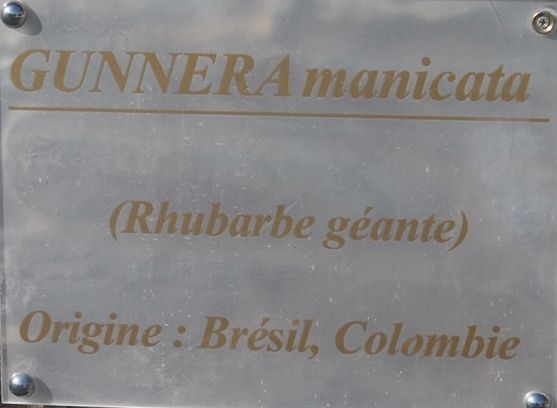 GUNNERA manicata
(Rhubarbe géante)
Origine : Brésil, Colombie